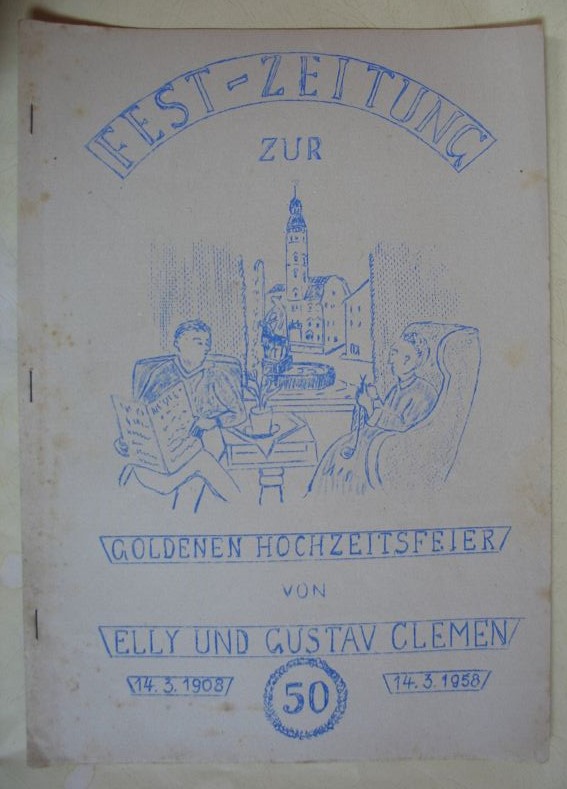 FEST-ZEITUNG
ZUR
GOLDENEN HOCHZEITSFEIER
VON
ELLY UND GUSTAV CLEMEN
14.3.1908
50
14.3.1958